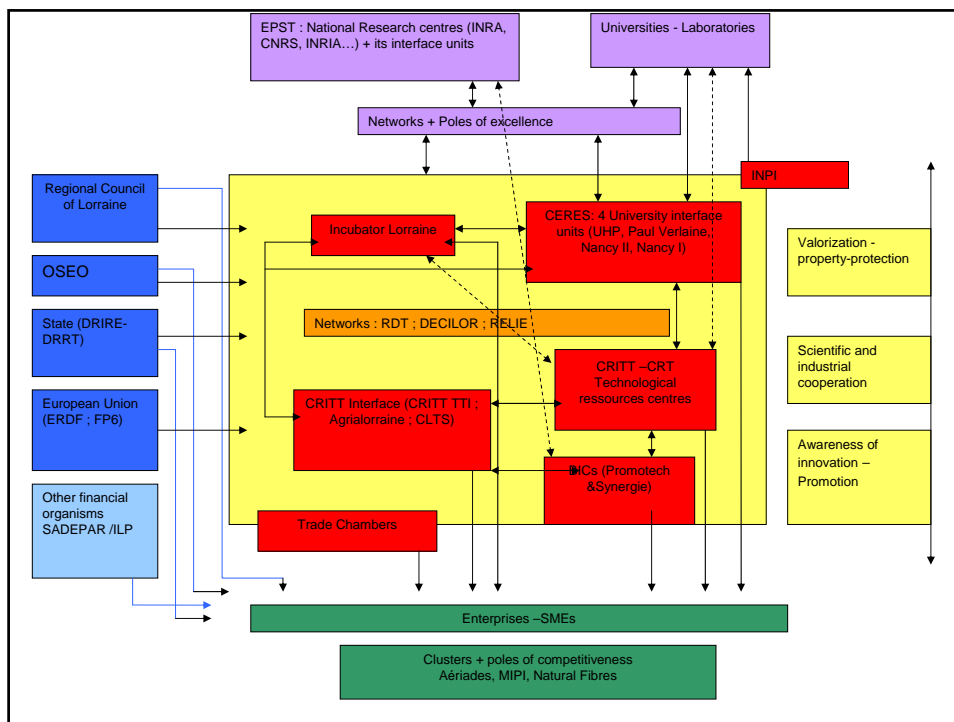 EPST : National Research centres (INRA,
CNRS, INRIA…) + its interface units
Universities - Laboratories
Networks + Poles of excellence
INPI
Regional Council
of Lorraine
OSEO
State (DRIRE-
DRRT)
European Union
(ERDF ; FP6)
Other financial
organisms
SADEPAR /ILP
Incubator Lorraine
CERES: 4 University interface
units (UHP, Paul Verlaine,
Nancy II, Nancy I)
Networks : RDT ; DECILOR ; RELIE
CRITT –CRT
Technological
ressources centres
CRITT Interface (CRITT TTI ;
Agrialorraine ; CLTS)
BICs (Promotech
&Synergie)
Trade Chambers
Valorization -
property-protection
Scientific and
industrial
cooperation
Awareness of
innovation –
Promotion
Enterprises –SMEs
Clusters + poles of competitiveness
Aériades, MIPI, Natural Fibres